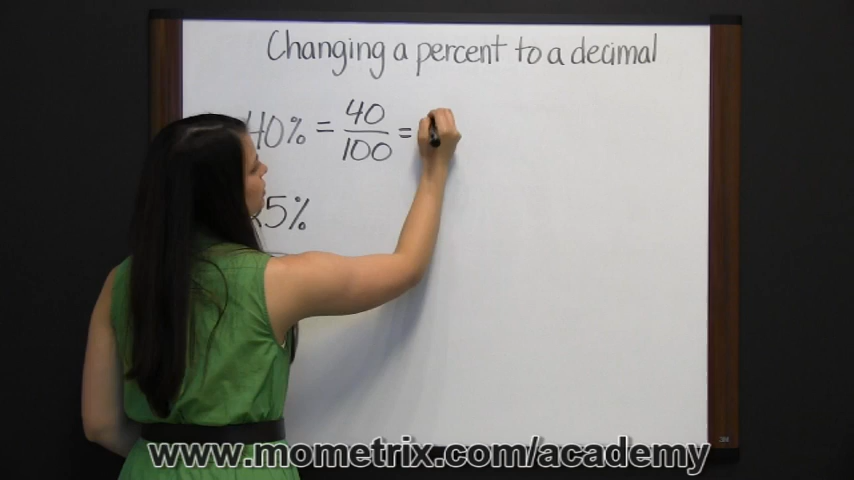 Changing a percent to a decimal
40% = 40/100 =
5%
www.mometrix.com/academy